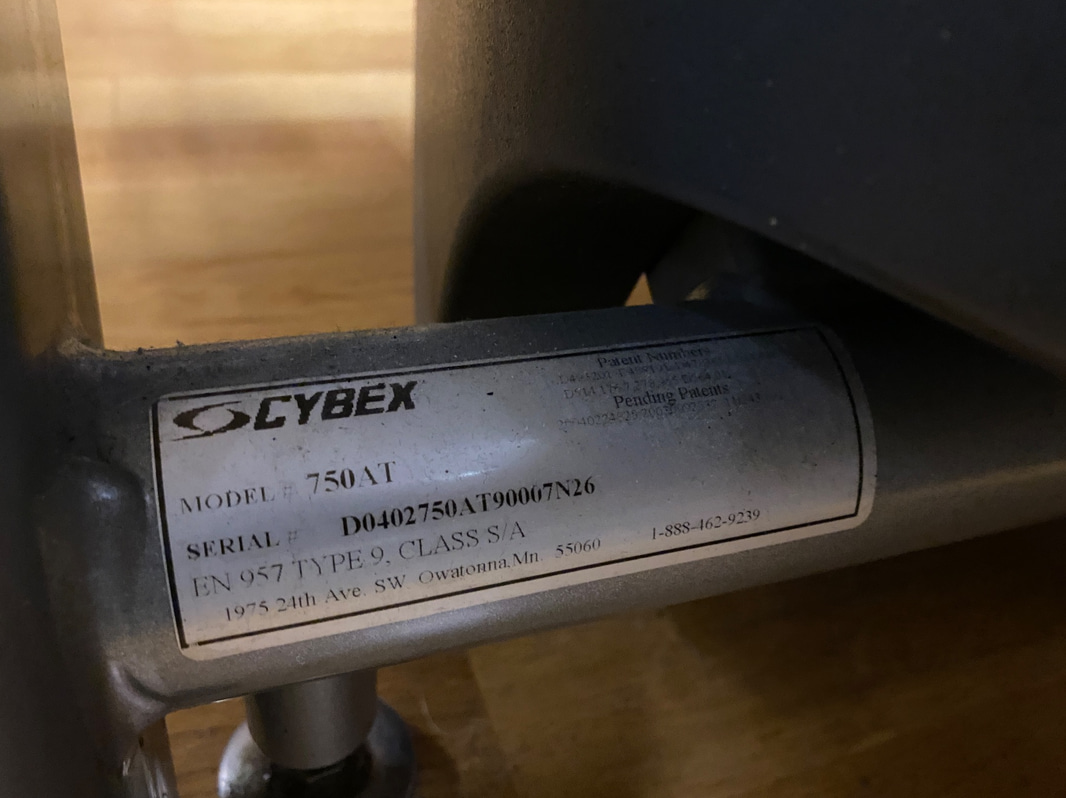 CYBEX
Patent Numbers
Pending Patents
MODEL # 750AT
SERIAL # D0402750AT90007N26
EN 957 TYPE 9, CLASS S/A
1975 24th Ave. SW. Owatonna, Mn. 55060 1-888-462-9239